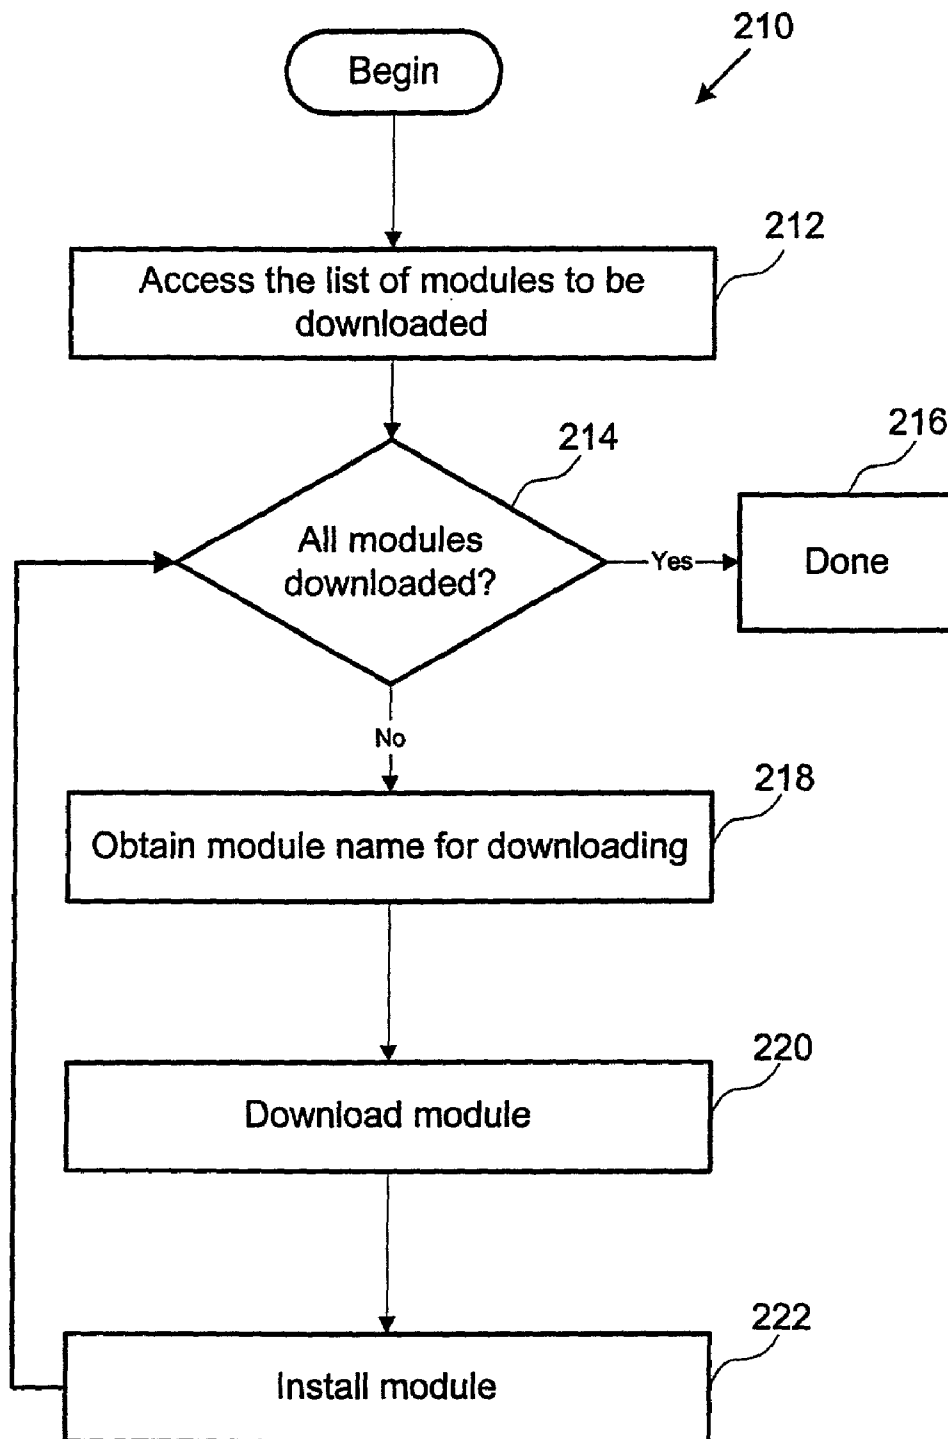 210
Begin
212
Access the list of modules to be
downloaded
214
216
All modules
downloaded?
Yes
Done
No
218
Obtain module name for downloading
220
Download module
222
Install module